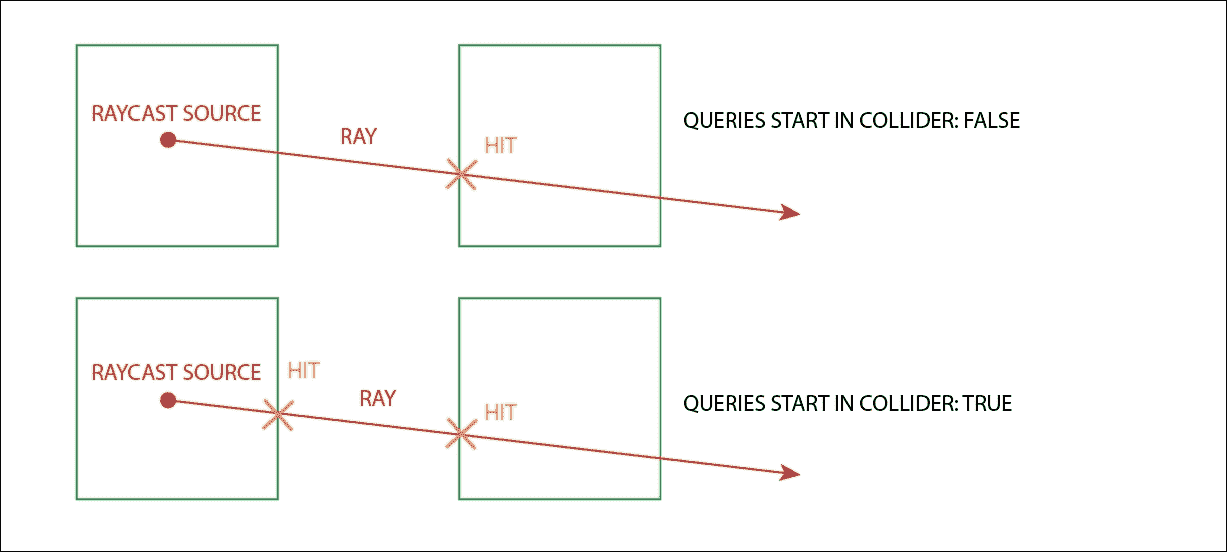 RAYCAST SOURCE
RAY
HIT
QUERIES START IN COLLIDER: FALSE
RAYCAST SOURCE
HIT
RAY
HIT
QUERIES START IN COLLIDER: TRUE